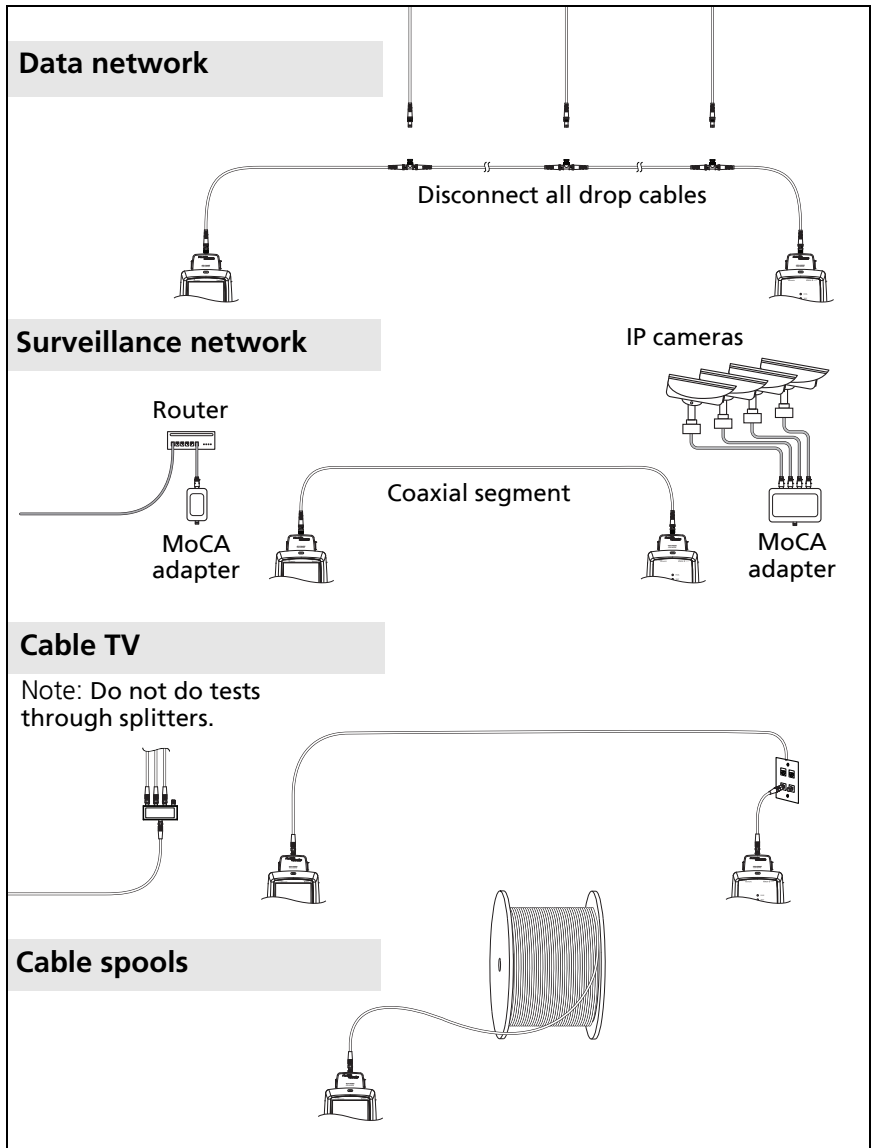 Data network
Disconnect all drop cables
Surveillance network
IP cameras
Router
Coaxial segment
MoCA
adapter
MoCA
adapter
Cable TV
Note: Do not do tests
through splitters.
Cable spools